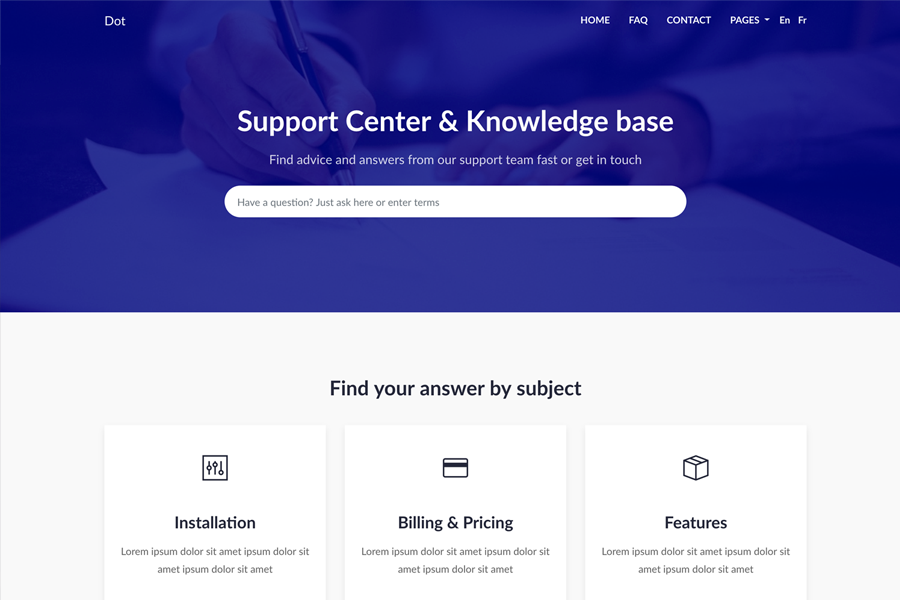 Dot
HOME FAQ CONTACT PAGES En Fr
Support Center & Knowledge base
Find advice and answers from our support team fast or get in touch
Have a question? Just ask here or enter terms
Find your answer by subject
Installation
Lorem ipsum dolor sit amet ipsum dolor sit
amet ipsum dolor sit amet
Billing & Pricing
Lorem ipsum dolor sit amet ipsum dolor sit
amet ipsum dolor sit amet
Features
Lorem ipsum dolor sit amet ipsum dolor sit
amet ipsum dolor sit amet